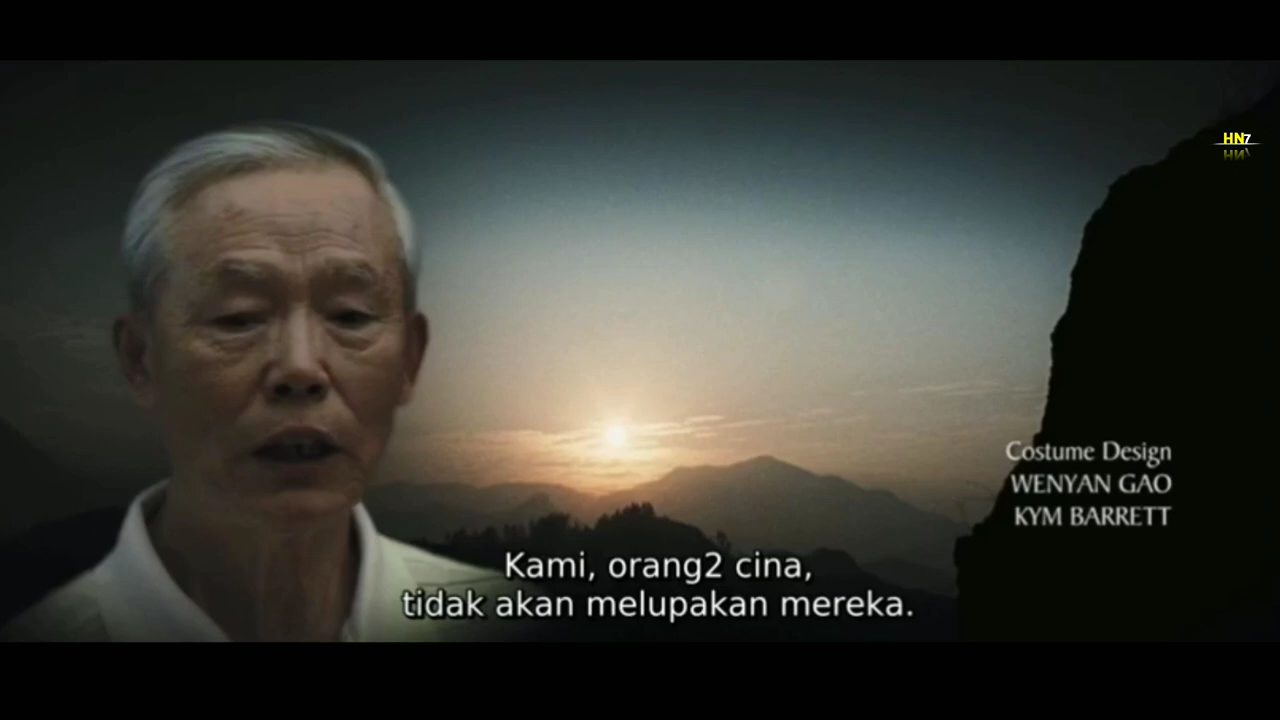 HN7
Costume Design
WENYAN GAO
KYM BARRETT
Kami, orang2 cina,
tidak akan melupakan mereka.